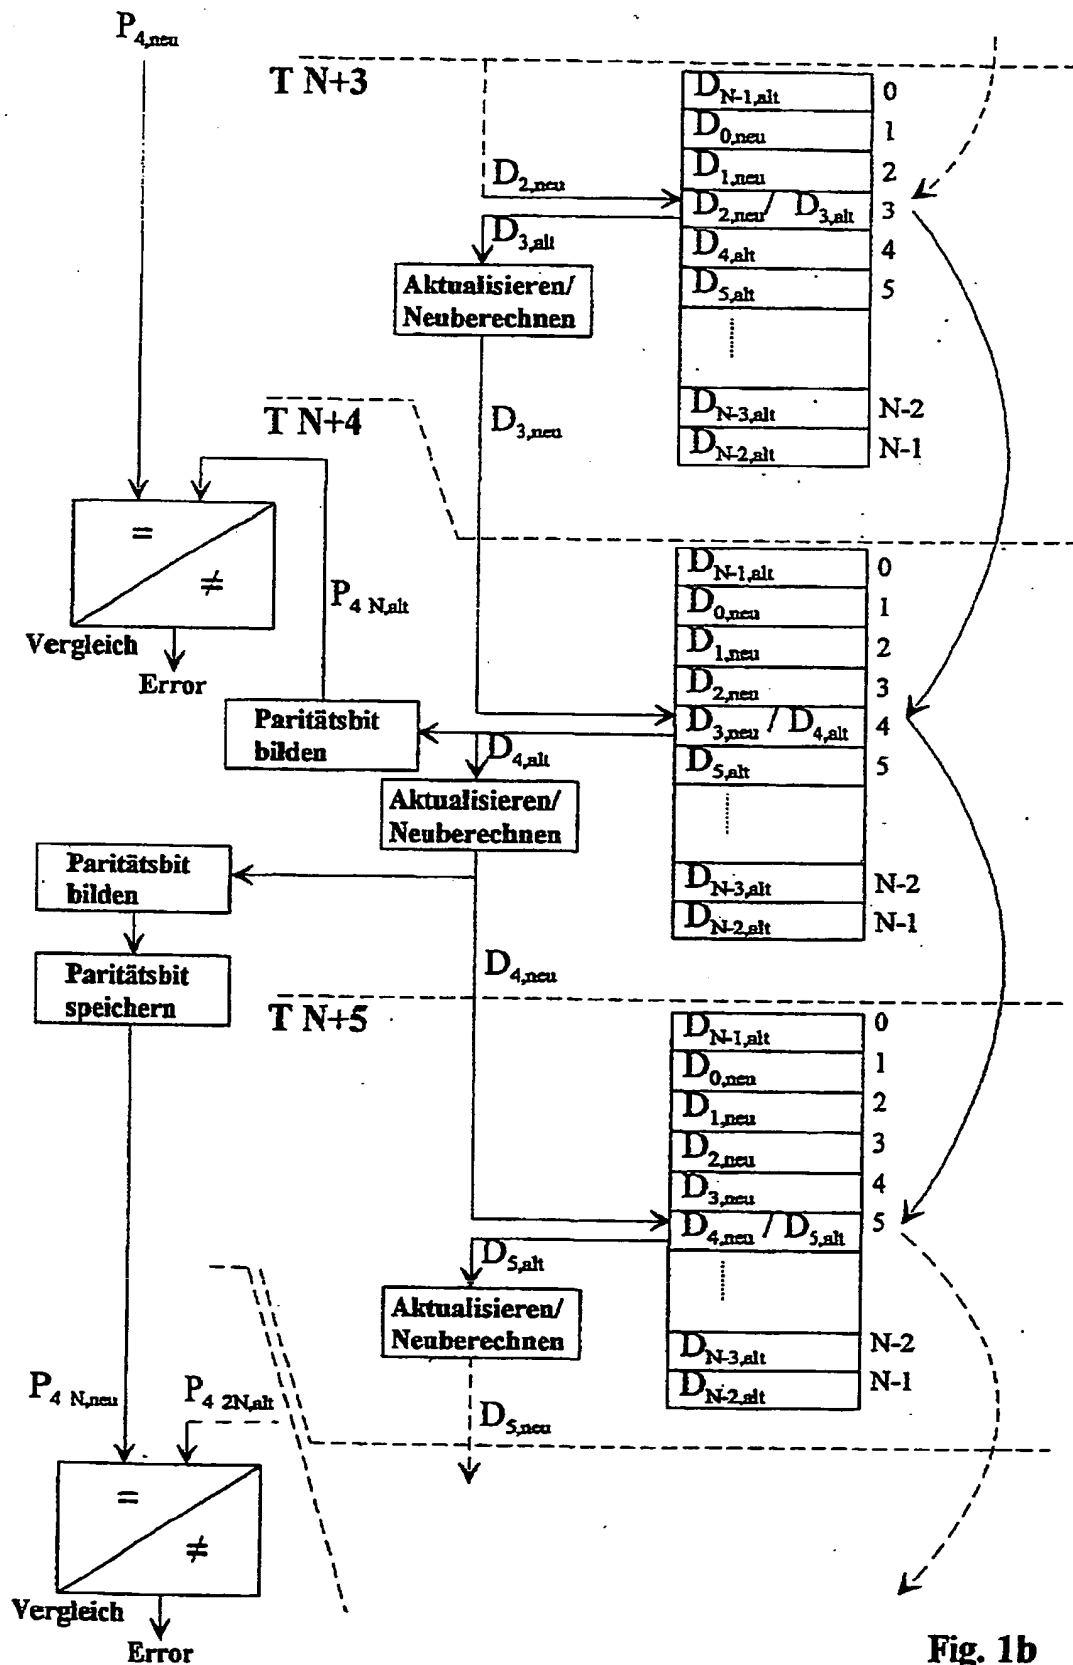 P4,neu
T N+3
DN-1,alt 0
D0,neu 1
D1,neu 2
D2,neu
D2,neu / D3,alt 3
D3,alt
D4,alt 4
Aktualisieren/
Neuberechnen
D5,alt 5
DN-3,alt N-2
DN-2,alt N-1
T N+4
D3,neu
=
≠
Vergleich
Error
P4 N,alt
DN-1,alt 0
D0,neu 1
D1,neu 2
D2,neu 3
D3,neu / D4,alt 4
Paritätsbit
bilden
D4,alt
D5,alt 5
Aktualisieren/
Neuberechnen
Paritätsbit
bilden
DN-3,alt N-2
DN-2,alt N-1
Paritätsbit
speichern
D4,neu
T N+5
DN-1,alt 0
D0,neu 1
D1,neu 2
D2,neu 3
D3,neu 4
D4,neu / D5,alt 5
D5,alt
Aktualisieren/
Neuberechnen
DN-3,alt N-2
DN-2,alt N-1
P4 N,neu
P4 2N,alt
D5,neu
=
≠
Vergleich
Error
Fig. 1b